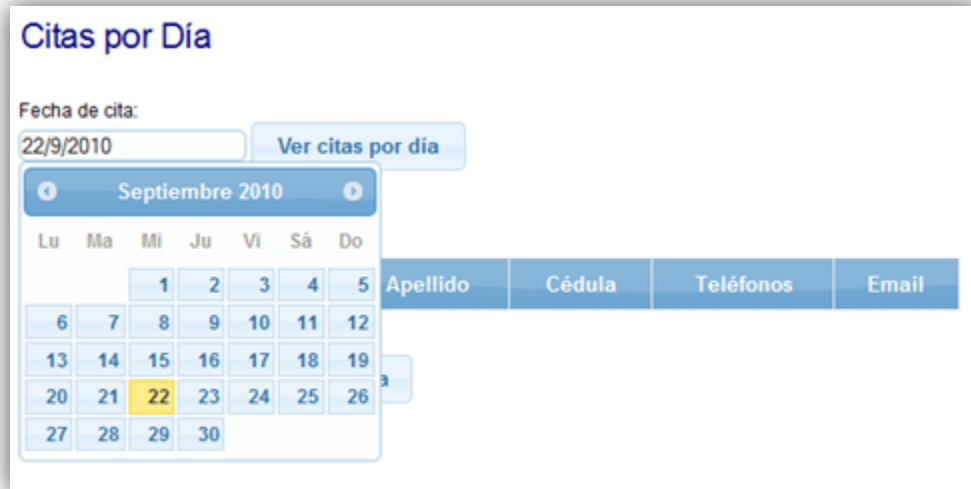 Citas por Día
Fecha de cita:
22/9/2010 Ver citas por día
Septiembre 2010
Lu Ma Mi Ju Vi Sá Do
1 2 3 4 5
Apellido Cédula Teléfonos Email
6 7 8 9 10 11 12
13 14 15 16 17 18 19
20 21 22 23 24 25 26
27 28 29 30